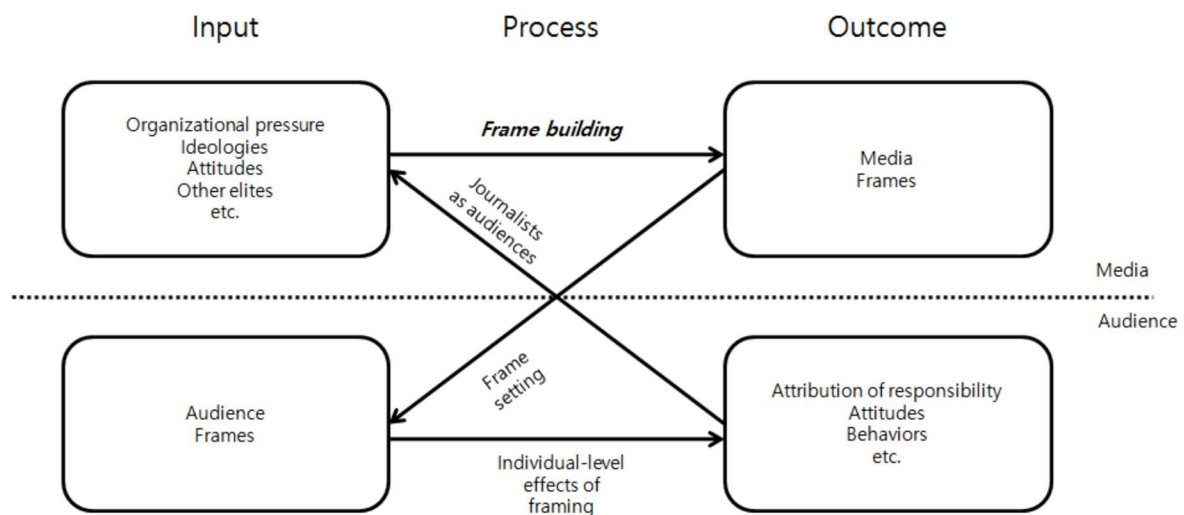 Input
Process
Outcome
Organizational pressure
Ideologies
Attitudes
Other elites
etc.
Frame building
Media
Frames
Journalists
as audiences
Media
Audience
Frame
setting
Audience
Frames
Attribution of responsibility
Attitudes
Behaviors
etc.
Individual-level
effects of
framing